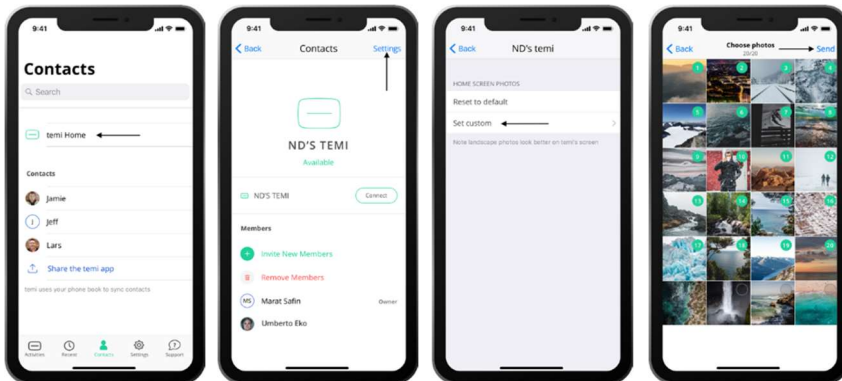 9:41
Contacts
Search
temi Home
Contacts
Jamie
J
Jeff
Lars
Share the temi app
temi uses your phone book to sync contacts
Activities
Recent
Contacts
Settings
Support
9:41
Back
Contacts
Settings
ND'S TEMI
Available
ND'S TEMI
Connect
Members
Invite New Members
Remove Members
MS
Marat Safin
Owner
Umberto Eko
9:41
Back
ND's temi
HOME SCREEN PHOTOS
Reset to default
Set custom
Note landscape photos look better on temi's screen
9:41
Back
Choose photos
20/20
Send
1
2
3
4
5
6
7
8
9
10
11
12
13
14
15
16
17
18
19
20